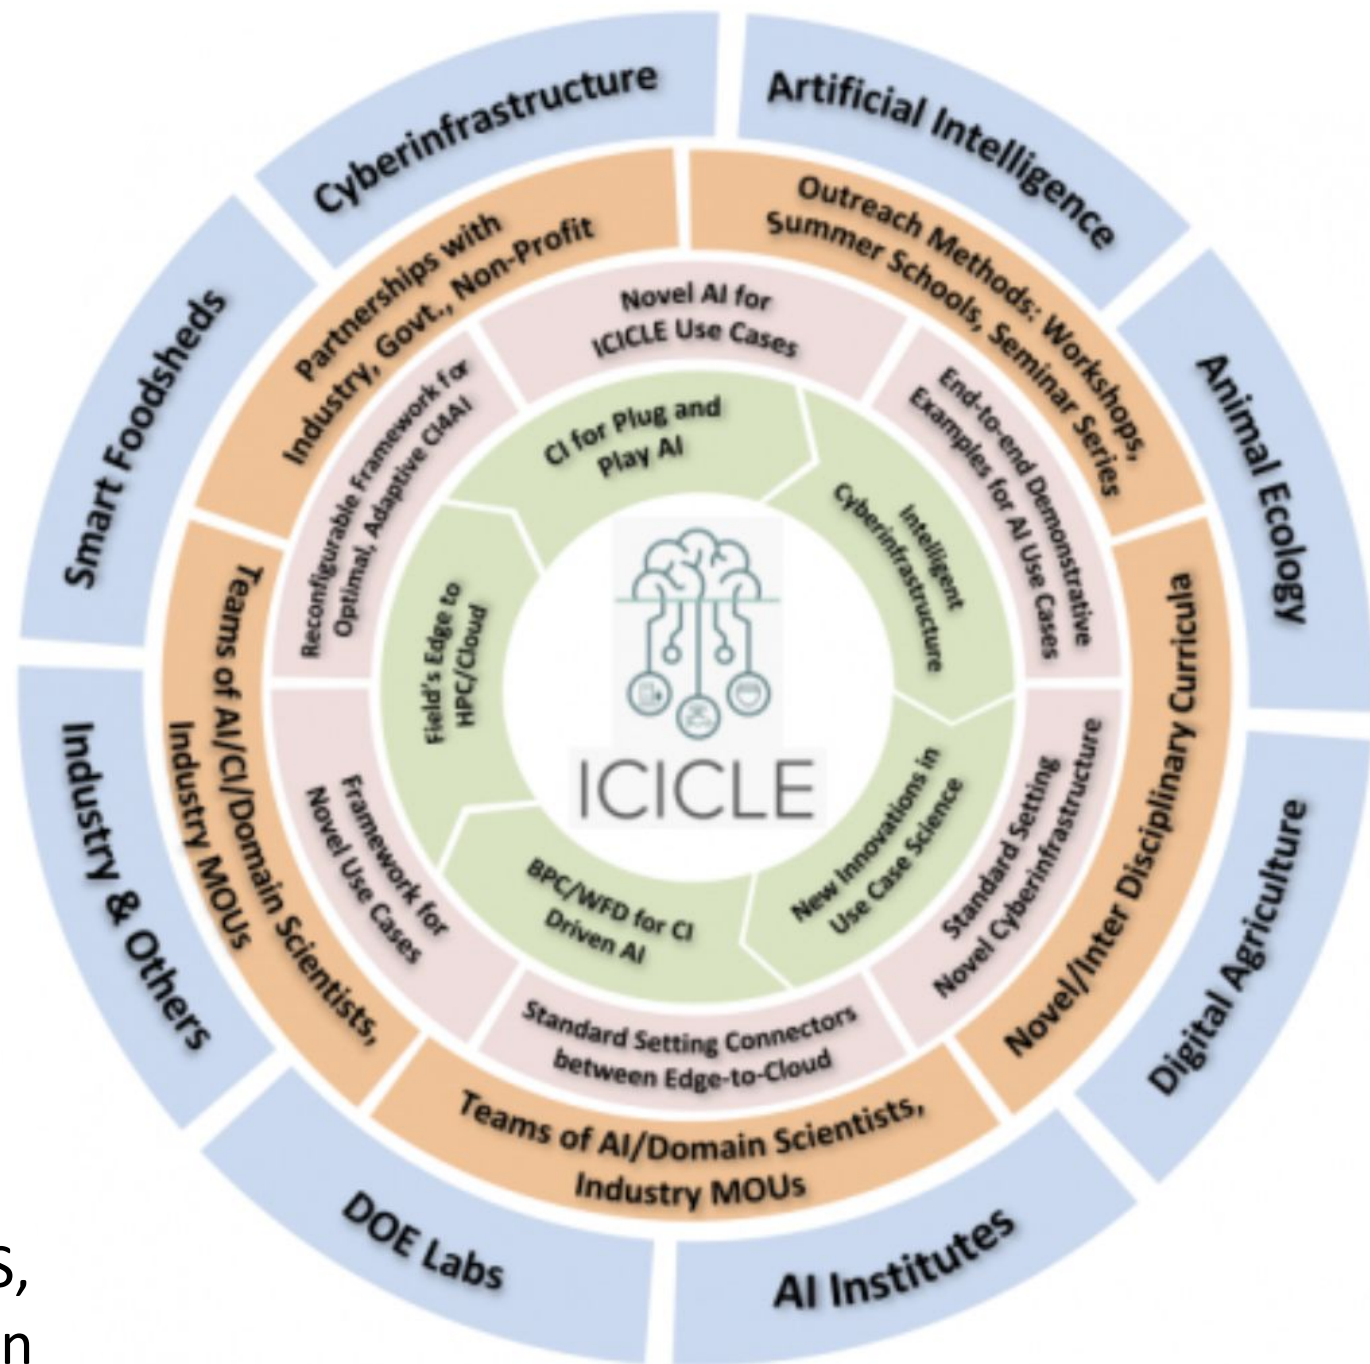 Cyberinfrastructure
Artificial Intelligence
Animal Ecology
Digital Agriculture
AI Institutes
DOE Labs
Industry & Others
Smart Foodsheds
Partnerships with
Industry, Govt., Non-Profit
Outreach Methods: Workshops,
Summer Schools, Seminar Series
Novel/Inter Disciplinary Curricula
Teams of AI/Domain Scientists,
Industry MOUs
Teams of AI/CI/Domain Scientists,
Industry MOUs
Novel AI for
ICICLE Use Cases
End-to-end Demonstrative
Examples for AI Use Cases
Standard Setting
Novel Cyberinfrastructure
Standard Setting Connectors
between Edge-to-Cloud
Framework for
Novel Use Cases
Reconfigurable Framework for
Optimal, Adaptive CI4AI
CI for Plug and
Play AI
Intelligent
Cyberinfrastructure
New Innovations in
Use Case Science
BPC/WFD for CI
Driven AI
Field's Edge to
HPC/Cloud
ICICLE
S,
n